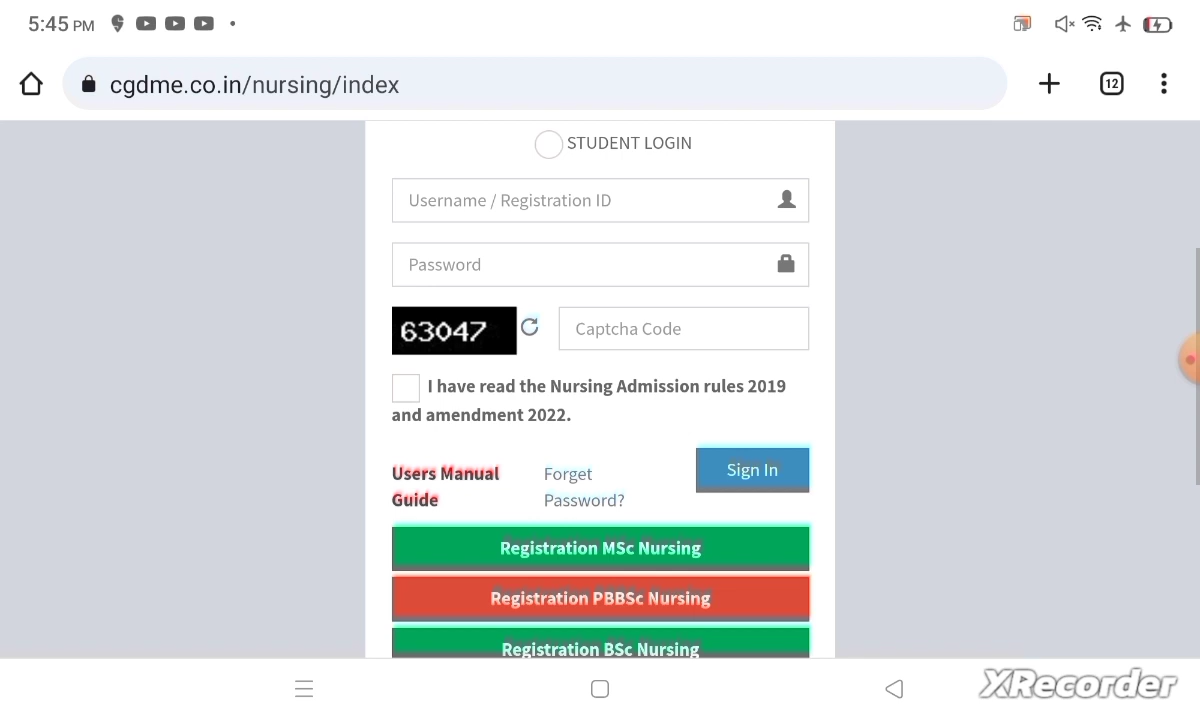 5:45 PM
cgdme.co.in/nursing/index
12
STUDENT LOGIN
Username / Registration ID
Password
63047
Captcha Code
I have read the Nursing Admission rules 2019
and amendment 2022.
Users Manual
Guide
Forget
Password?
Sign In
Registration MSc Nursing
Registration PBBSc Nursing
Registration BSc Nursing
XRecorder